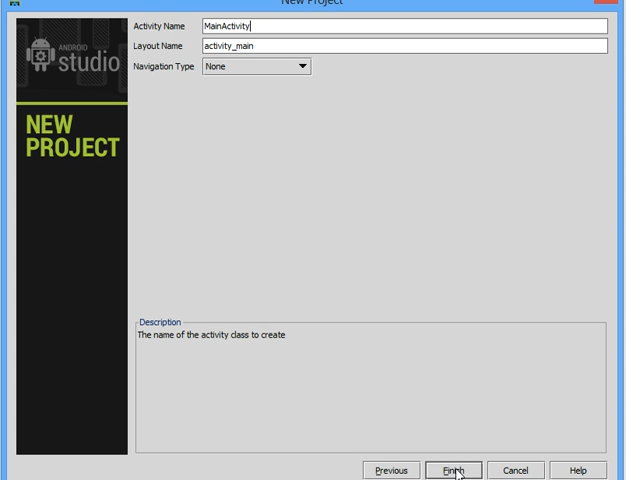 New Project
Activity Name MainActivity
Layout Name activity_main
Navigation Type None
ANDROID
studio
NEW
PROJECT
Description
The name of the activity class to create
Previous Finish Cancel Help